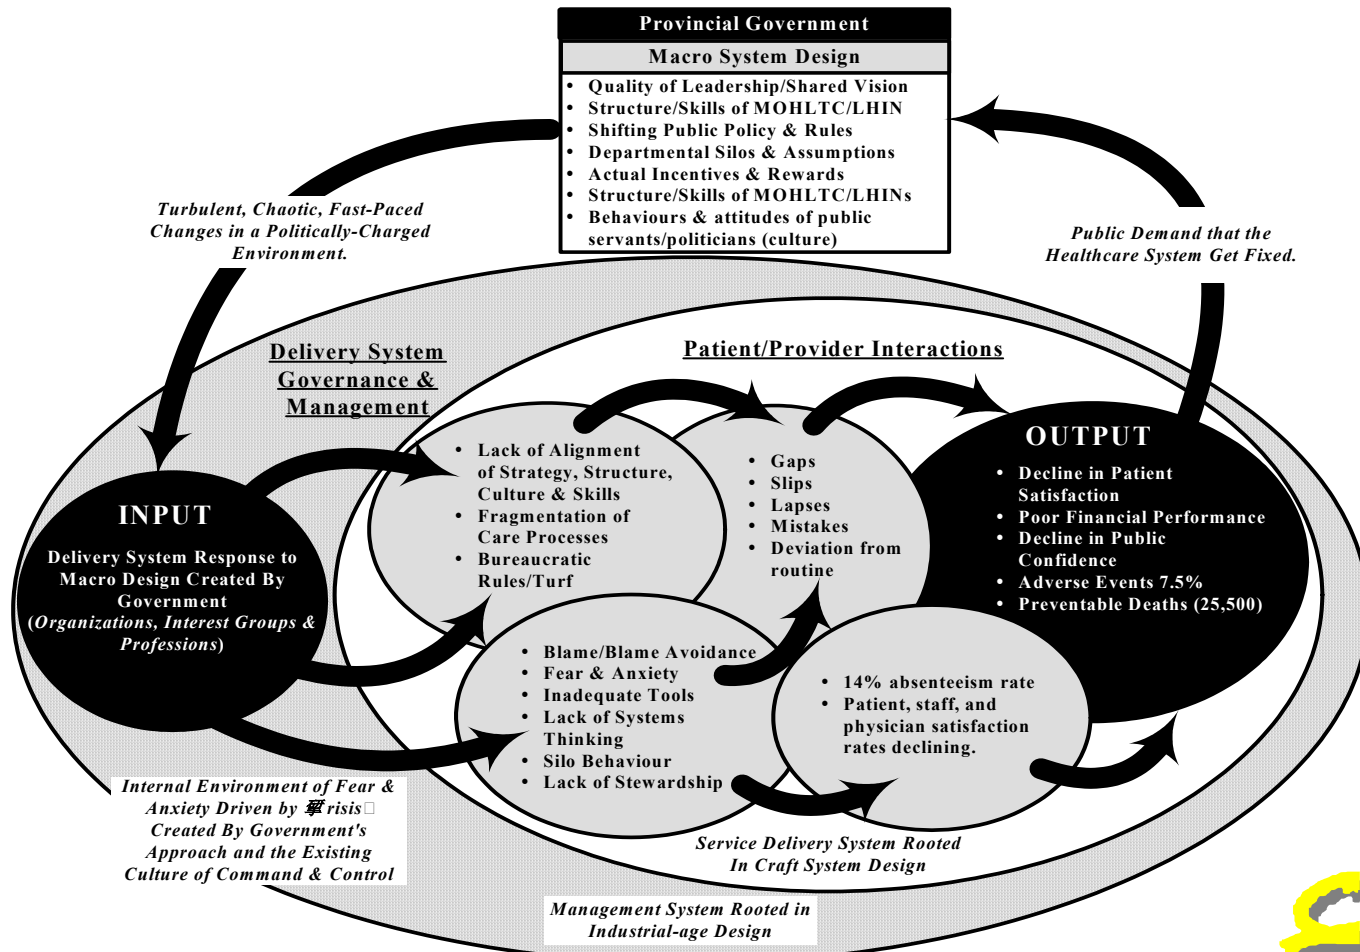 Provincial Government
Macro System Design
• Quality of Leadership/Shared Vision
• Structure/Skills of MOHLTC/LHIN
• Shifting Public Policy & Rules
• Departmental Silos & Assumptions
• Actual Incentives & Rewards
• Structure/Skills of MOHLTC/LHINs
• Behaviours & attitudes of public
servants/politicians (culture)
Turbulent, Chaotic, Fast-Paced
Changes in a Politically-Charged
Environment.
Public Demand that the
Healthcare System Get Fixed.
Delivery System
Governance &
Management
Patient/Provider Interactions
INPUT
Delivery System Response to
Macro Design Created By
Government
(Organizations, Interest Groups &
Professions)
• Lack of Alignment
of Strategy, Structure,
Culture & Skills
• Fragmentation of
Care Processes
• Bureaucratic
Rules/Turf
• Gaps
• Slips
• Lapses
• Mistakes
• Deviation from
routine
OUTPUT
• Decline in Patient
Satisfaction
• Poor Financial Performance
• Decline in Public
Confidence
• Adverse Events 7.5%
• Preventable Deaths (25,500)
• Blame/Blame Avoidance
• Fear & Anxiety
• Inadequate Tools
• Lack of Systems
Thinking
• Silo Behaviour
• Lack of Stewardship
• 14% absenteeism rate
• Patient, staff, and
physician satisfaction
rates declining.
Internal Environment of Fear &
Anxiety Driven by risis□
Created By Government's
Approach and the Existing
Culture of Command & Control
Service Delivery System Rooted
In Craft System Design
Management System Rooted in
Industrial-age Design